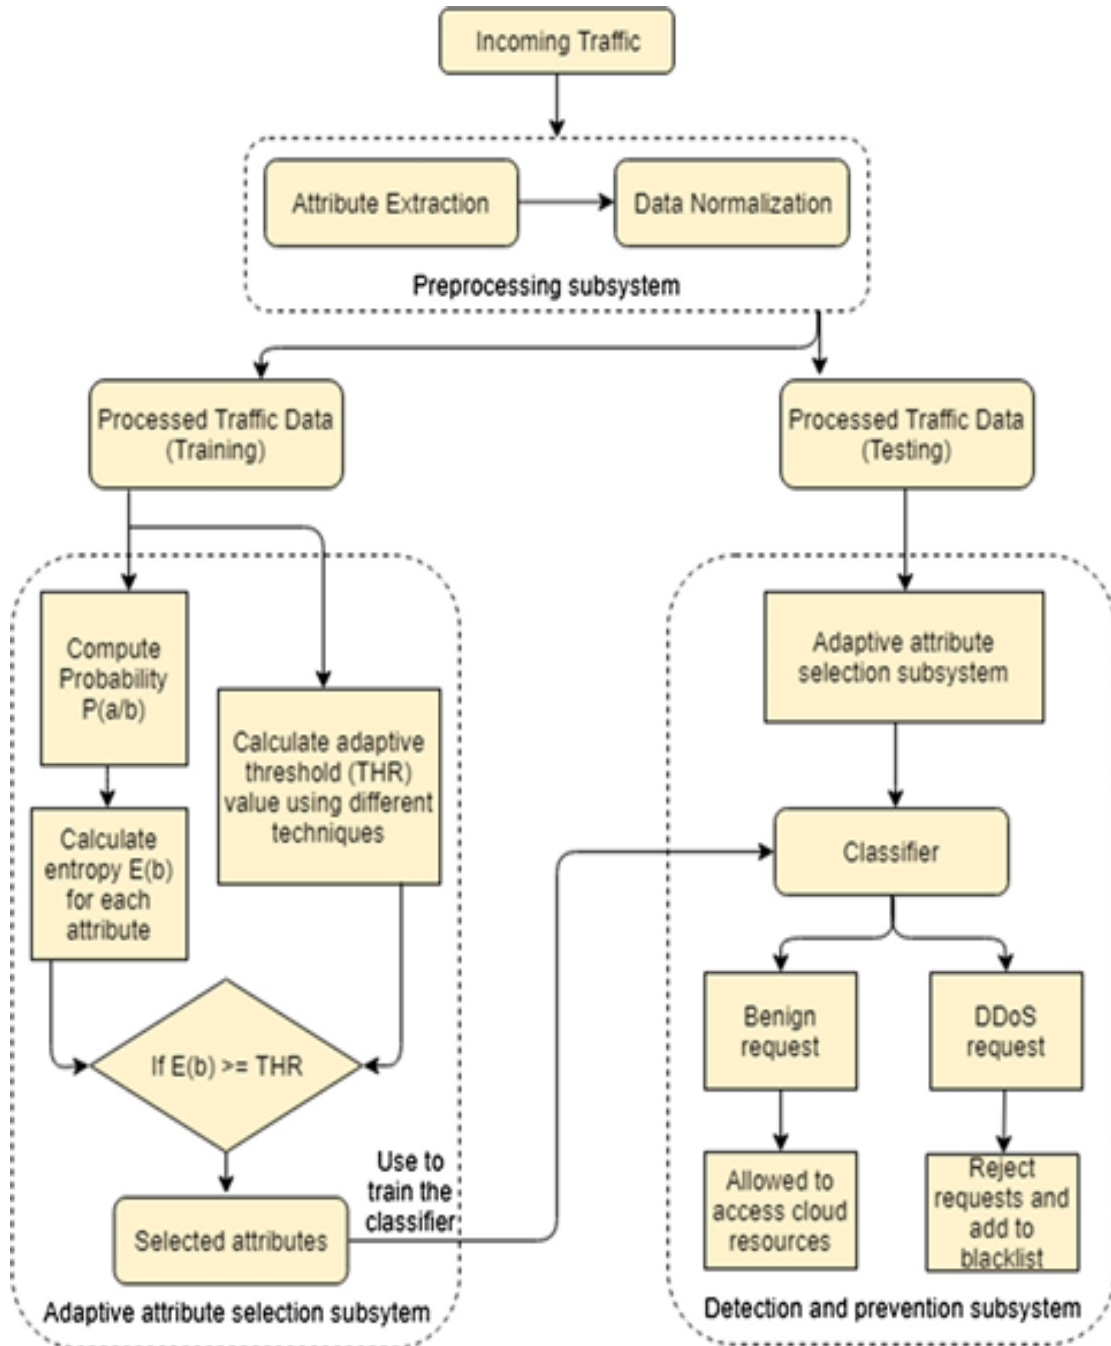 Incoming Traffic
Attribute Extraction
Data Normalization
Preprocessing subsystem
Processed Traffic Data
(Training)
Processed Traffic Data
(Testing)
Compute
Probability
P(a/b)
Calculate adaptive
threshold (THR)
value using different
techniques
Calculate
entropy E(b)
for each
attribute
If E(b) >= THR
Selected attributes
Use to
train the
classifier
Adaptive attribute selection subsytem
Adaptive attribute
selection subsystem
Classifier
Benign
request
DDoS
request
Allowed to
access cloud
resources
Reject
requests and
add to
blacklist
Detection and prevention subsystem